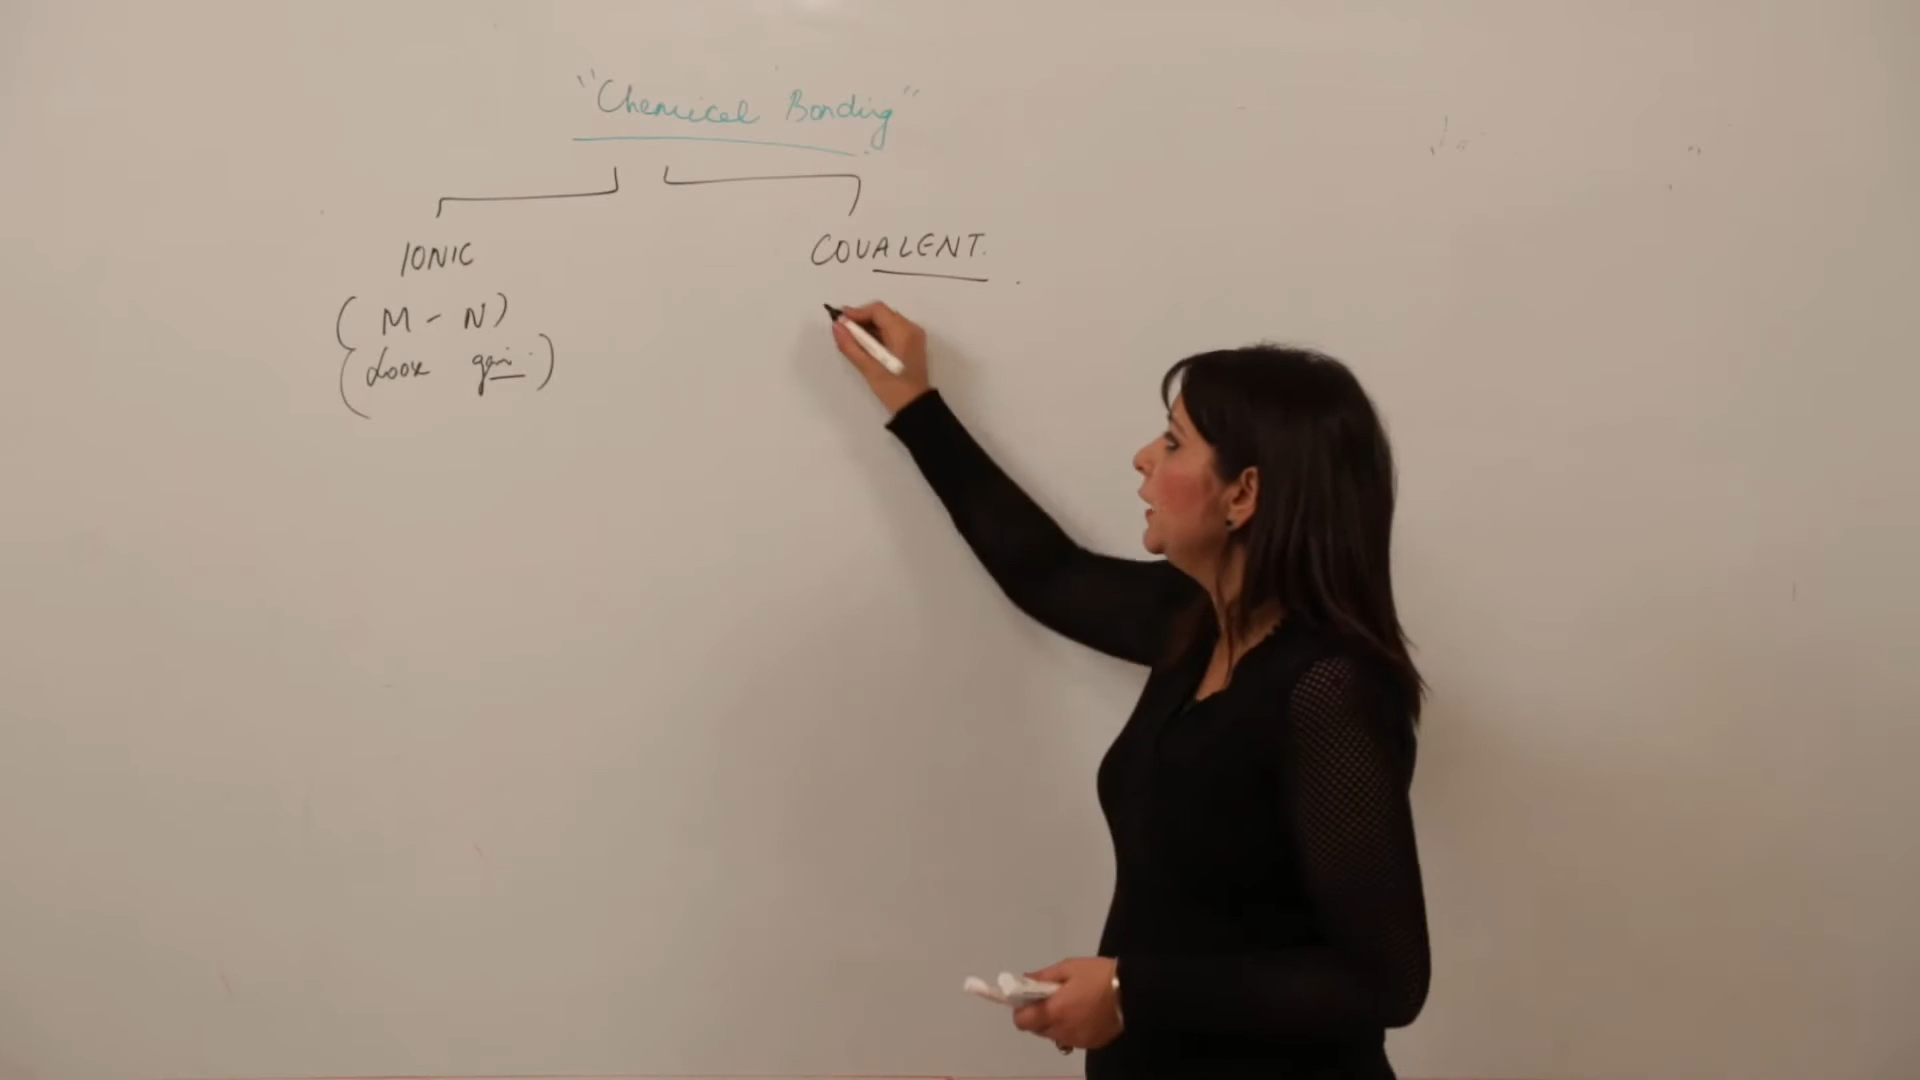 "Chemical Bonding"
IONIC
COVALENT.
( M - N )
( Loose gain )